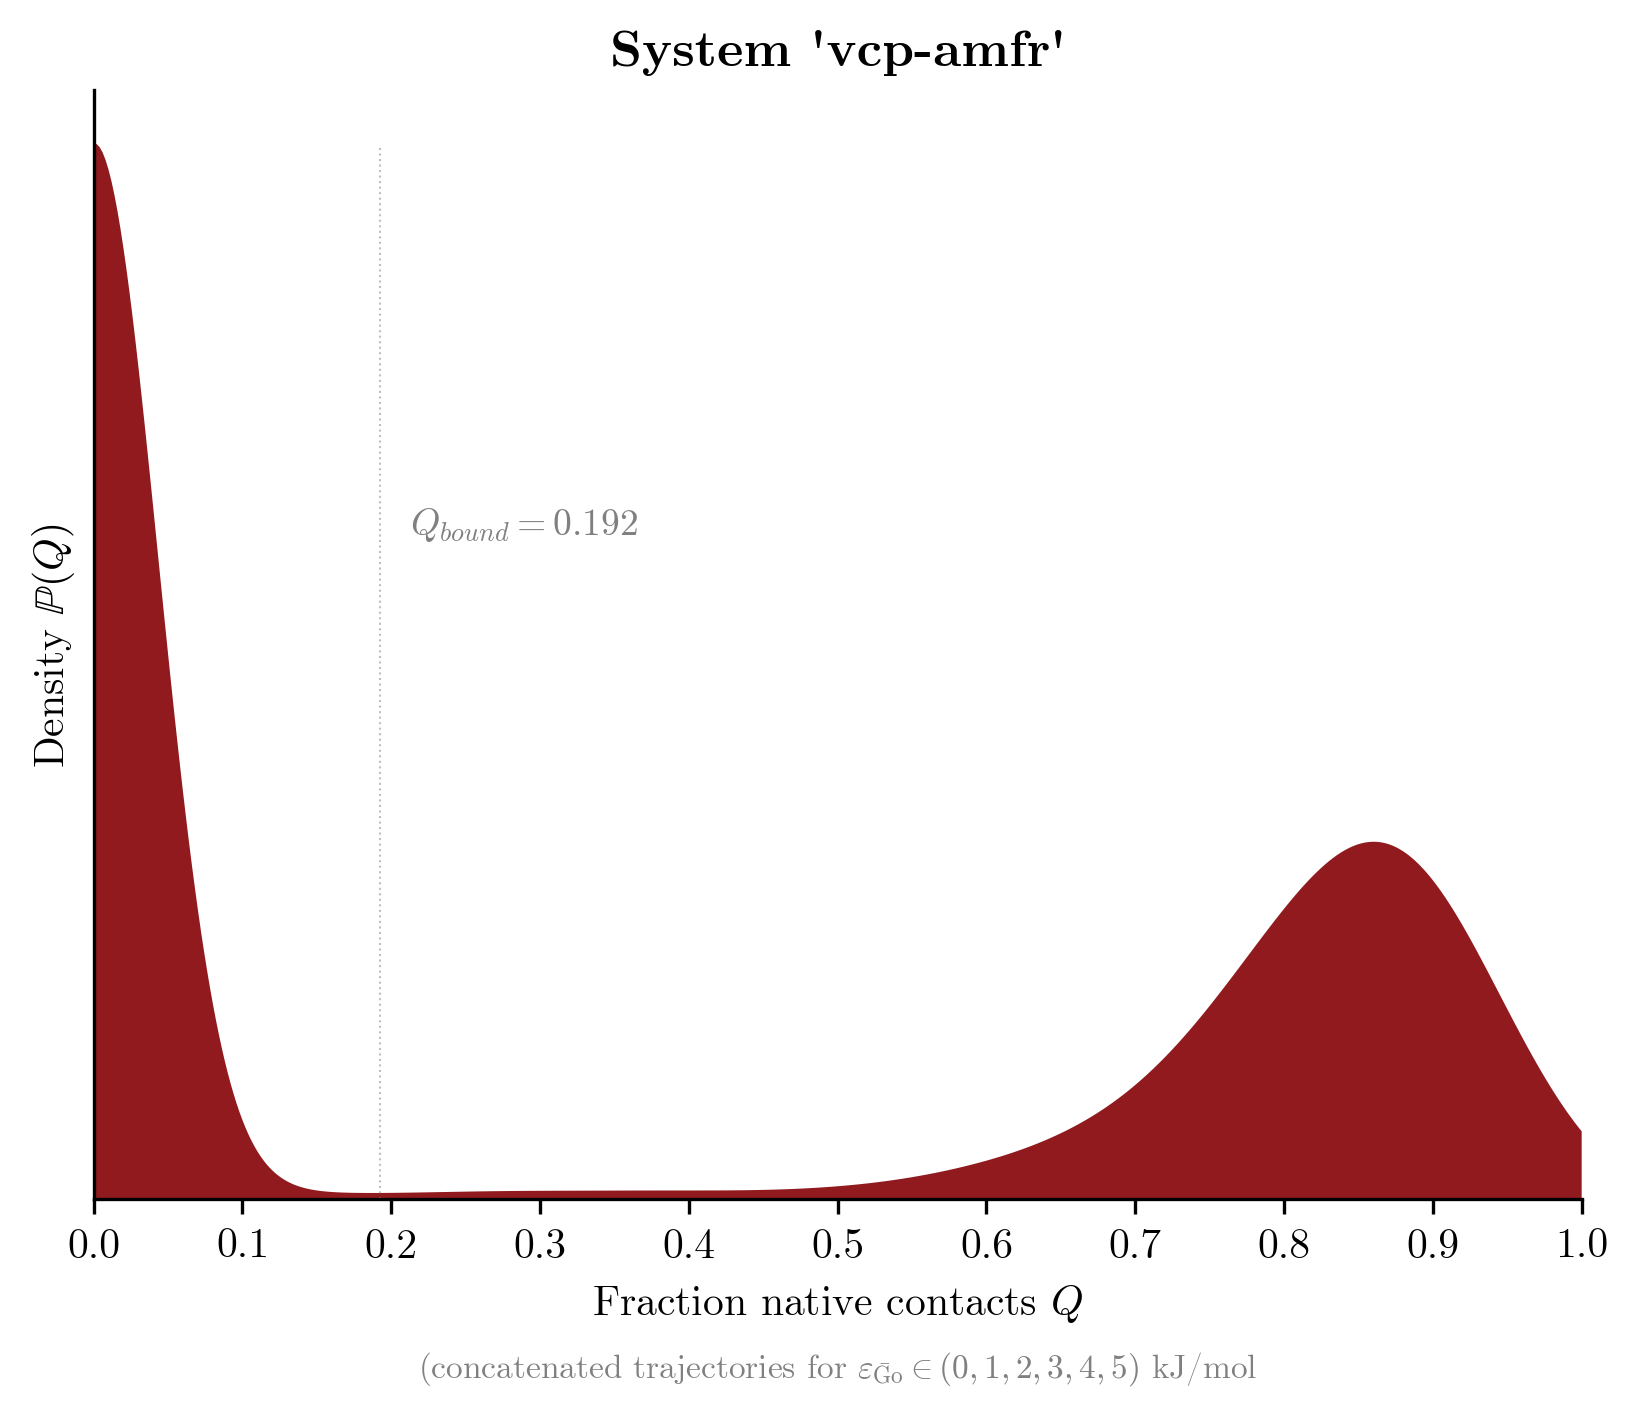 System 'vcp-amfr'
Density ℙ(Q)
Q_bound = 0.192
0.0 0.1 0.2 0.3 0.4 0.5 0.6 0.7 0.8 0.9 1.0
Fraction native contacts Q
(concatenated trajectories for ε_Ḡo ∈ (0, 1, 2, 3, 4, 5) kJ/mol